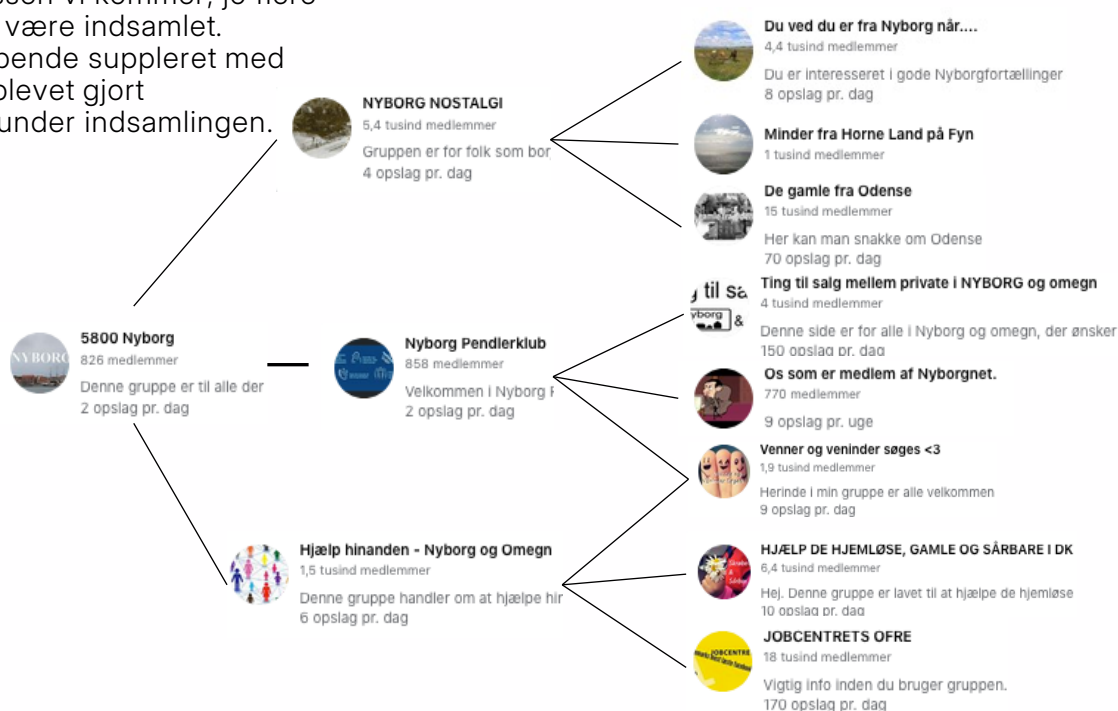 være indsamlet.
suppleret med
gjort
under indsamlingen.
NYBORG NOSTALGI
5,4 tusind medlemmer
Gruppen er for folk som
4 opslag pr. dag
5800 Nyborg
826 medlemmer
Denne gruppe er til alle der
2 opslag pr. dag
Nyborg Pendlerklub
858 medlemmer
Velkommen i Nyborg
2 opslag pr. dag
Hjælp hinanden - Nyborg og Omegn
1,5 tusind medlemmer
Denne gruppe handler om at hjælpe
6 opslag pr. dag
Du ved du er fra Nyborg når....
4,4 tusind medlemmer
Du er interesseret i gode Nyborgfortællinger
8 opslag pr. dag
Minder fra Horne Land på Fyn
1 tusind medlemmer
De gamle fra Odense
15 tusind medlemmer
Her kan man snakke om Odense
70 opslag pr. dag
Ting til salg mellem private i NYBORG og omegn
4 tusind medlemmer
Denne side er for alle i Nyborg og omegn, der ønsker
150 opslag pr. dag
Os som er medlem af Nyborgnet.
770 medlemmer
9 opslag pr. uge
Venner og veninder søges <3
1,9 tusind medlemmer
Herinde i min gruppe er alle velkommen
9 opslag pr. dag
HJÆLP DE HJEMLØSE, GAMLE OG SÅRBARE I DK
6,4 tusind medlemmer
Hej. Denne gruppe er lavet til at hjælpe de hjemløse
10 opslag pr. dag
JOBCENTRETS OFRE
18 tusind medlemmer
Vigtig info inden du bruger gruppen.
170 opslag pr. dag